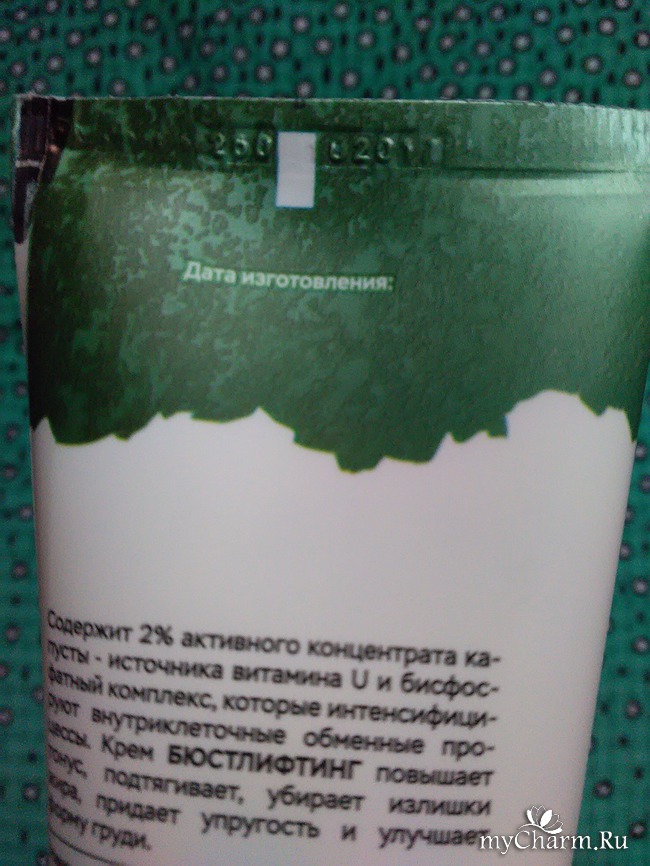 Дата изготовления:
Содержит 2% активного концентрата ка-
пусты - источника витамина U и бисфос-
фатный комплекс, которые интенсифици-
руют внутриклеточные обменные про-
цессы. Крем БЮСТЛИФТИНГ повышает
тонус, подтягивает, убирает излишки
жира, придает упругость и улучшает
форму груди.
myCharm.Ru